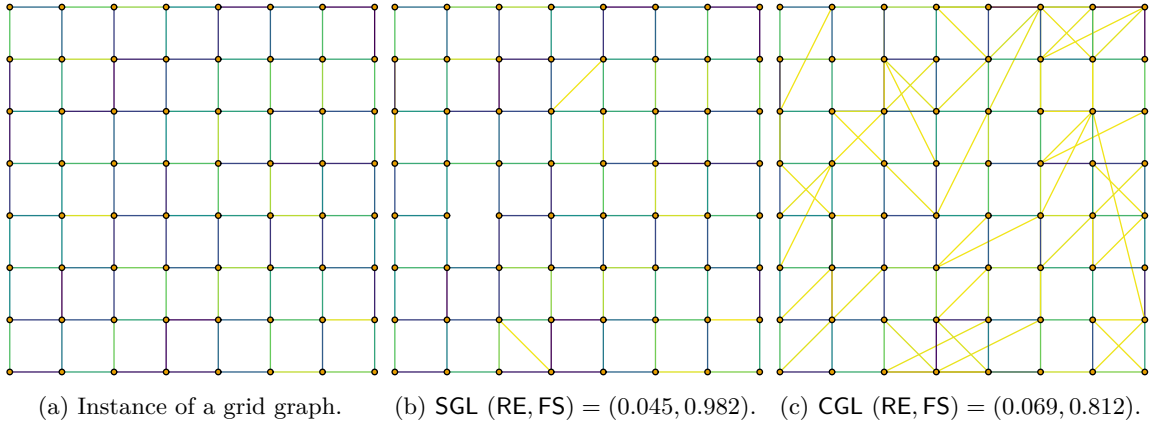 (a) Instance of a grid graph.
(b) SGL (RE, FS) = (0.045, 0.982).
(c) CGL (RE, FS) = (0.069, 0.812).